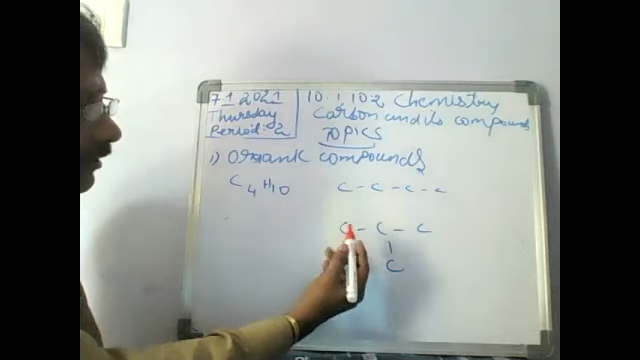 7.1.2021
Thursday
Period: 2
10.1, 10.2 Chemistry
Carbon and its compounds
TOPICS
1) Organic compounds
C4H10 C - C - C - C
C - C - C
|
C